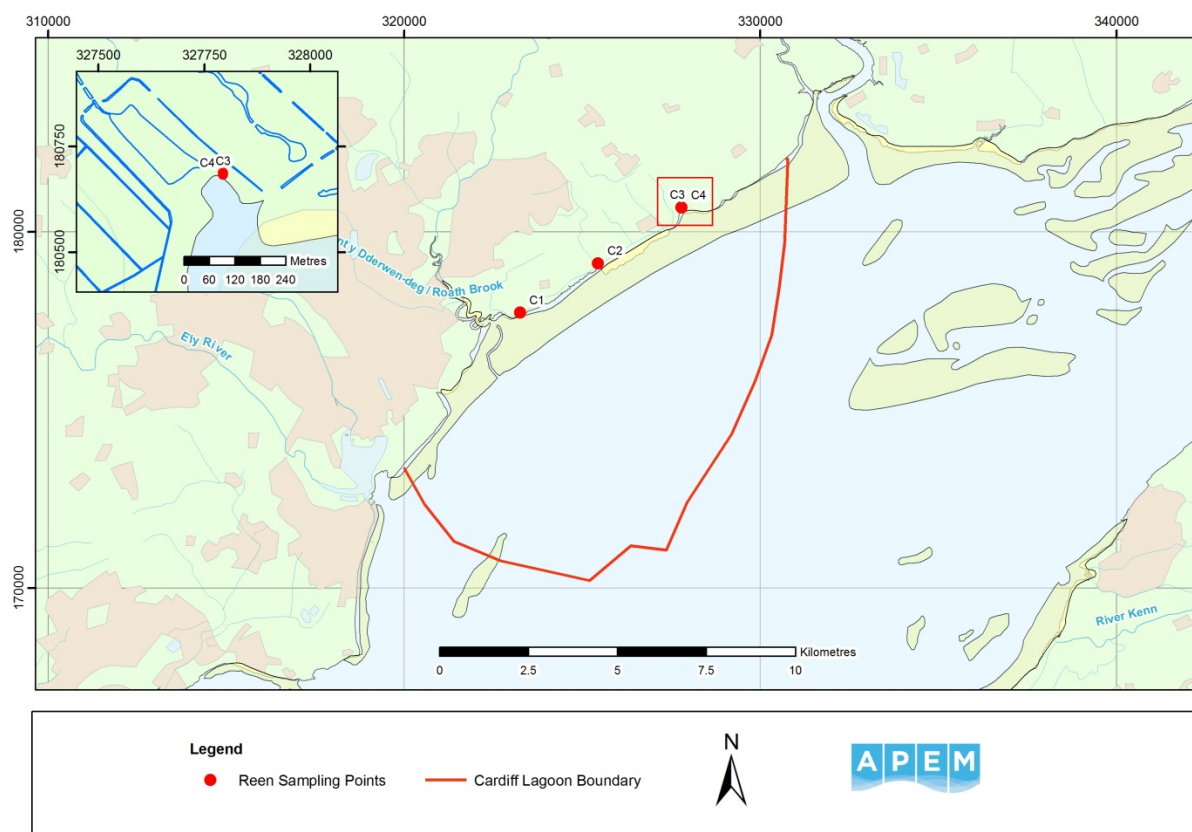 310000
320000
330000
340000
327500
327750
328000
180750
180500
C4 C3
Metres
0 60 120 180 240
180000
170000
nt y Dderwen-deg / Roath Brook
Ely River
C3 C4
C2
C1
River Kenn
Kilometres
0 2.5 5 7.5 10
Legend
Reen Sampling Points
Cardiff Lagoon Boundary
N
APEM